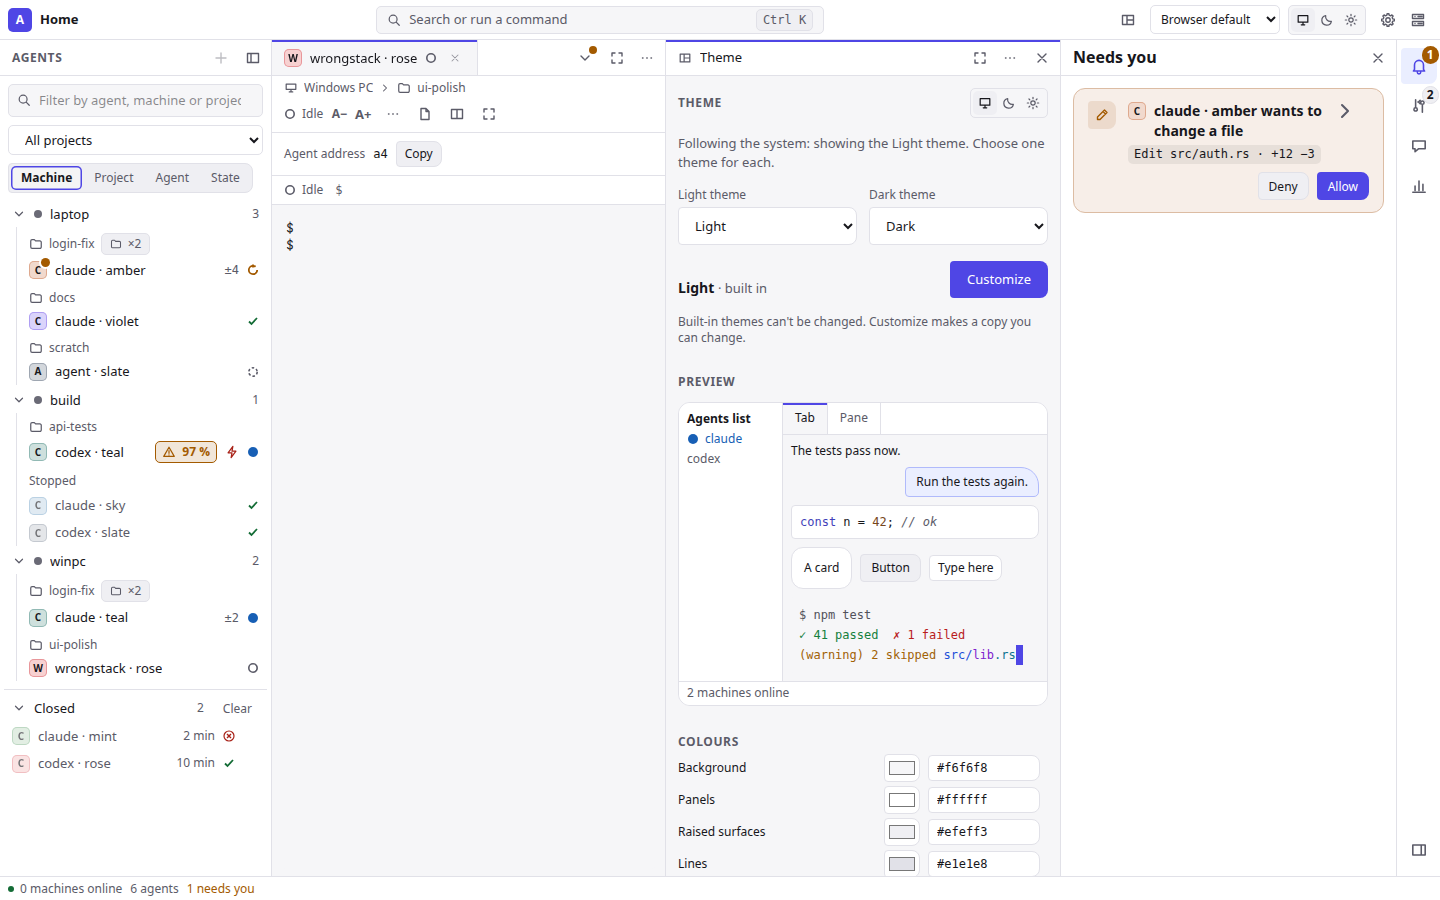 A Home
Search or run a command Ctrl K
Browser default
AGENTS
Filter by agent, machine or projec
All projects
Machine Project Agent State
laptop 3
login-fix ×2
C claude · amber ±4
docs
C claude · violet
scratch
A agent · slate
build 1
api-tests
C codex · teal 97 %
Stopped
C claude · sky
C codex · slate
winpc 2
login-fix ×2
C claude · teal ±2
ui-polish
W wrongstack · rose
Closed 2 Clear
C claude · mint 2 min
C codex · rose 10 min
W wrongstack · rose
Windows PC ui-polish
Idle A− A+ ···
Agent address a4 Copy
Idle $
$
$
Theme
THEME
Following the system: showing the Light theme. Choose one
theme for each.
Light theme Dark theme
Light Dark
Light · built in Customize
Built-in themes can't be changed. Customize makes a copy you
can change.
PREVIEW
Agents list
claude
codex
Tab Pane
The tests pass now.
Run the tests again.
const n = 42; // ok
A card Button Type here
$ npm test
✓ 41 passed ✗ 1 failed
(warning) 2 skipped src/lib.rs
2 machines online
COLOURS
Background #f6f6f8
Panels #ffffff
Raised surfaces #efeff3
Lines #e1e1e8
Needs you
C claude · amber wants to
change a file
Edit src/auth.rs · +12 −3
Deny Allow
1
2
0 machines online 6 agents 1 needs you